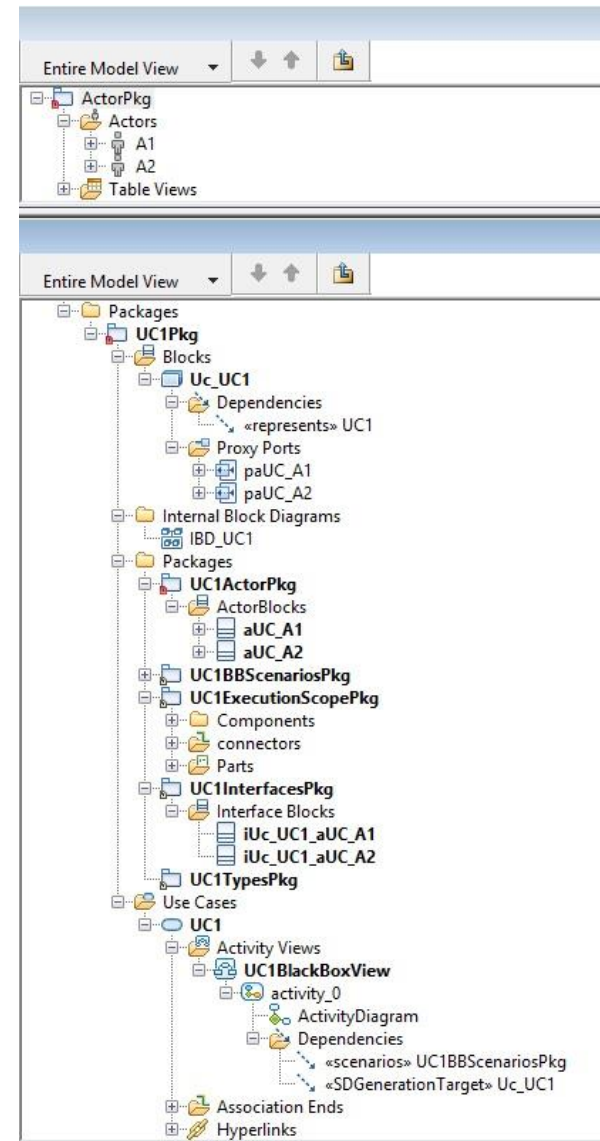 Entire Model View
ActorPkg
Actors
A1
A2
Table Views
Entire Model View
Packages
UC1Pkg
Blocks
Uc_UC1
Dependencies
«represents» UC1
Proxy Ports
paUC_A1
paUC_A2
Internal Block Diagrams
IBD_UC1
Packages
UC1ActorPkg
ActorBlocks
aUC_A1
aUC_A2
UC1BBScenariosPkg
UC1ExecutionScopePkg
Components
connectors
Parts
UC1InterfacesPkg
Interface Blocks
iUc_UC1_aUC_A1
iUc_UC1_aUC_A2
UC1TypesPkg
Use Cases
UC1
Activity Views
UC1BlackBoxView
activity_0
ActivityDiagram
Dependencies
«scenarios» UC1BBScenariosPkg
«SDGenerationTarget» Uc_UC1
Association Ends
Hyperlinks